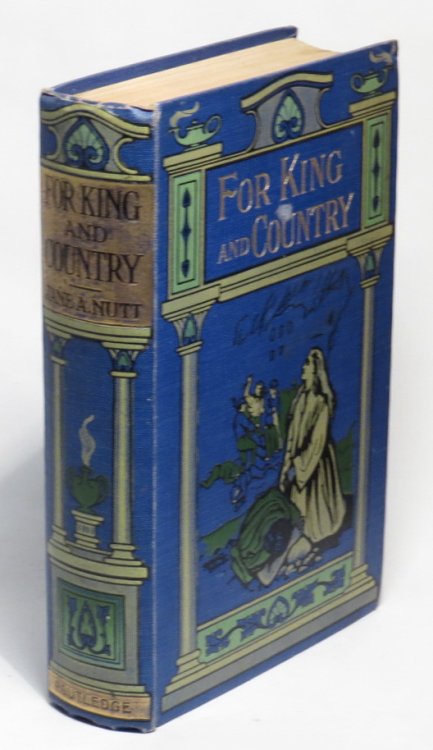 FOR KING
AND
COUNTRY
JANE A. NUTT
ROUTLEDGE
FOR KING
AND COUNTRY